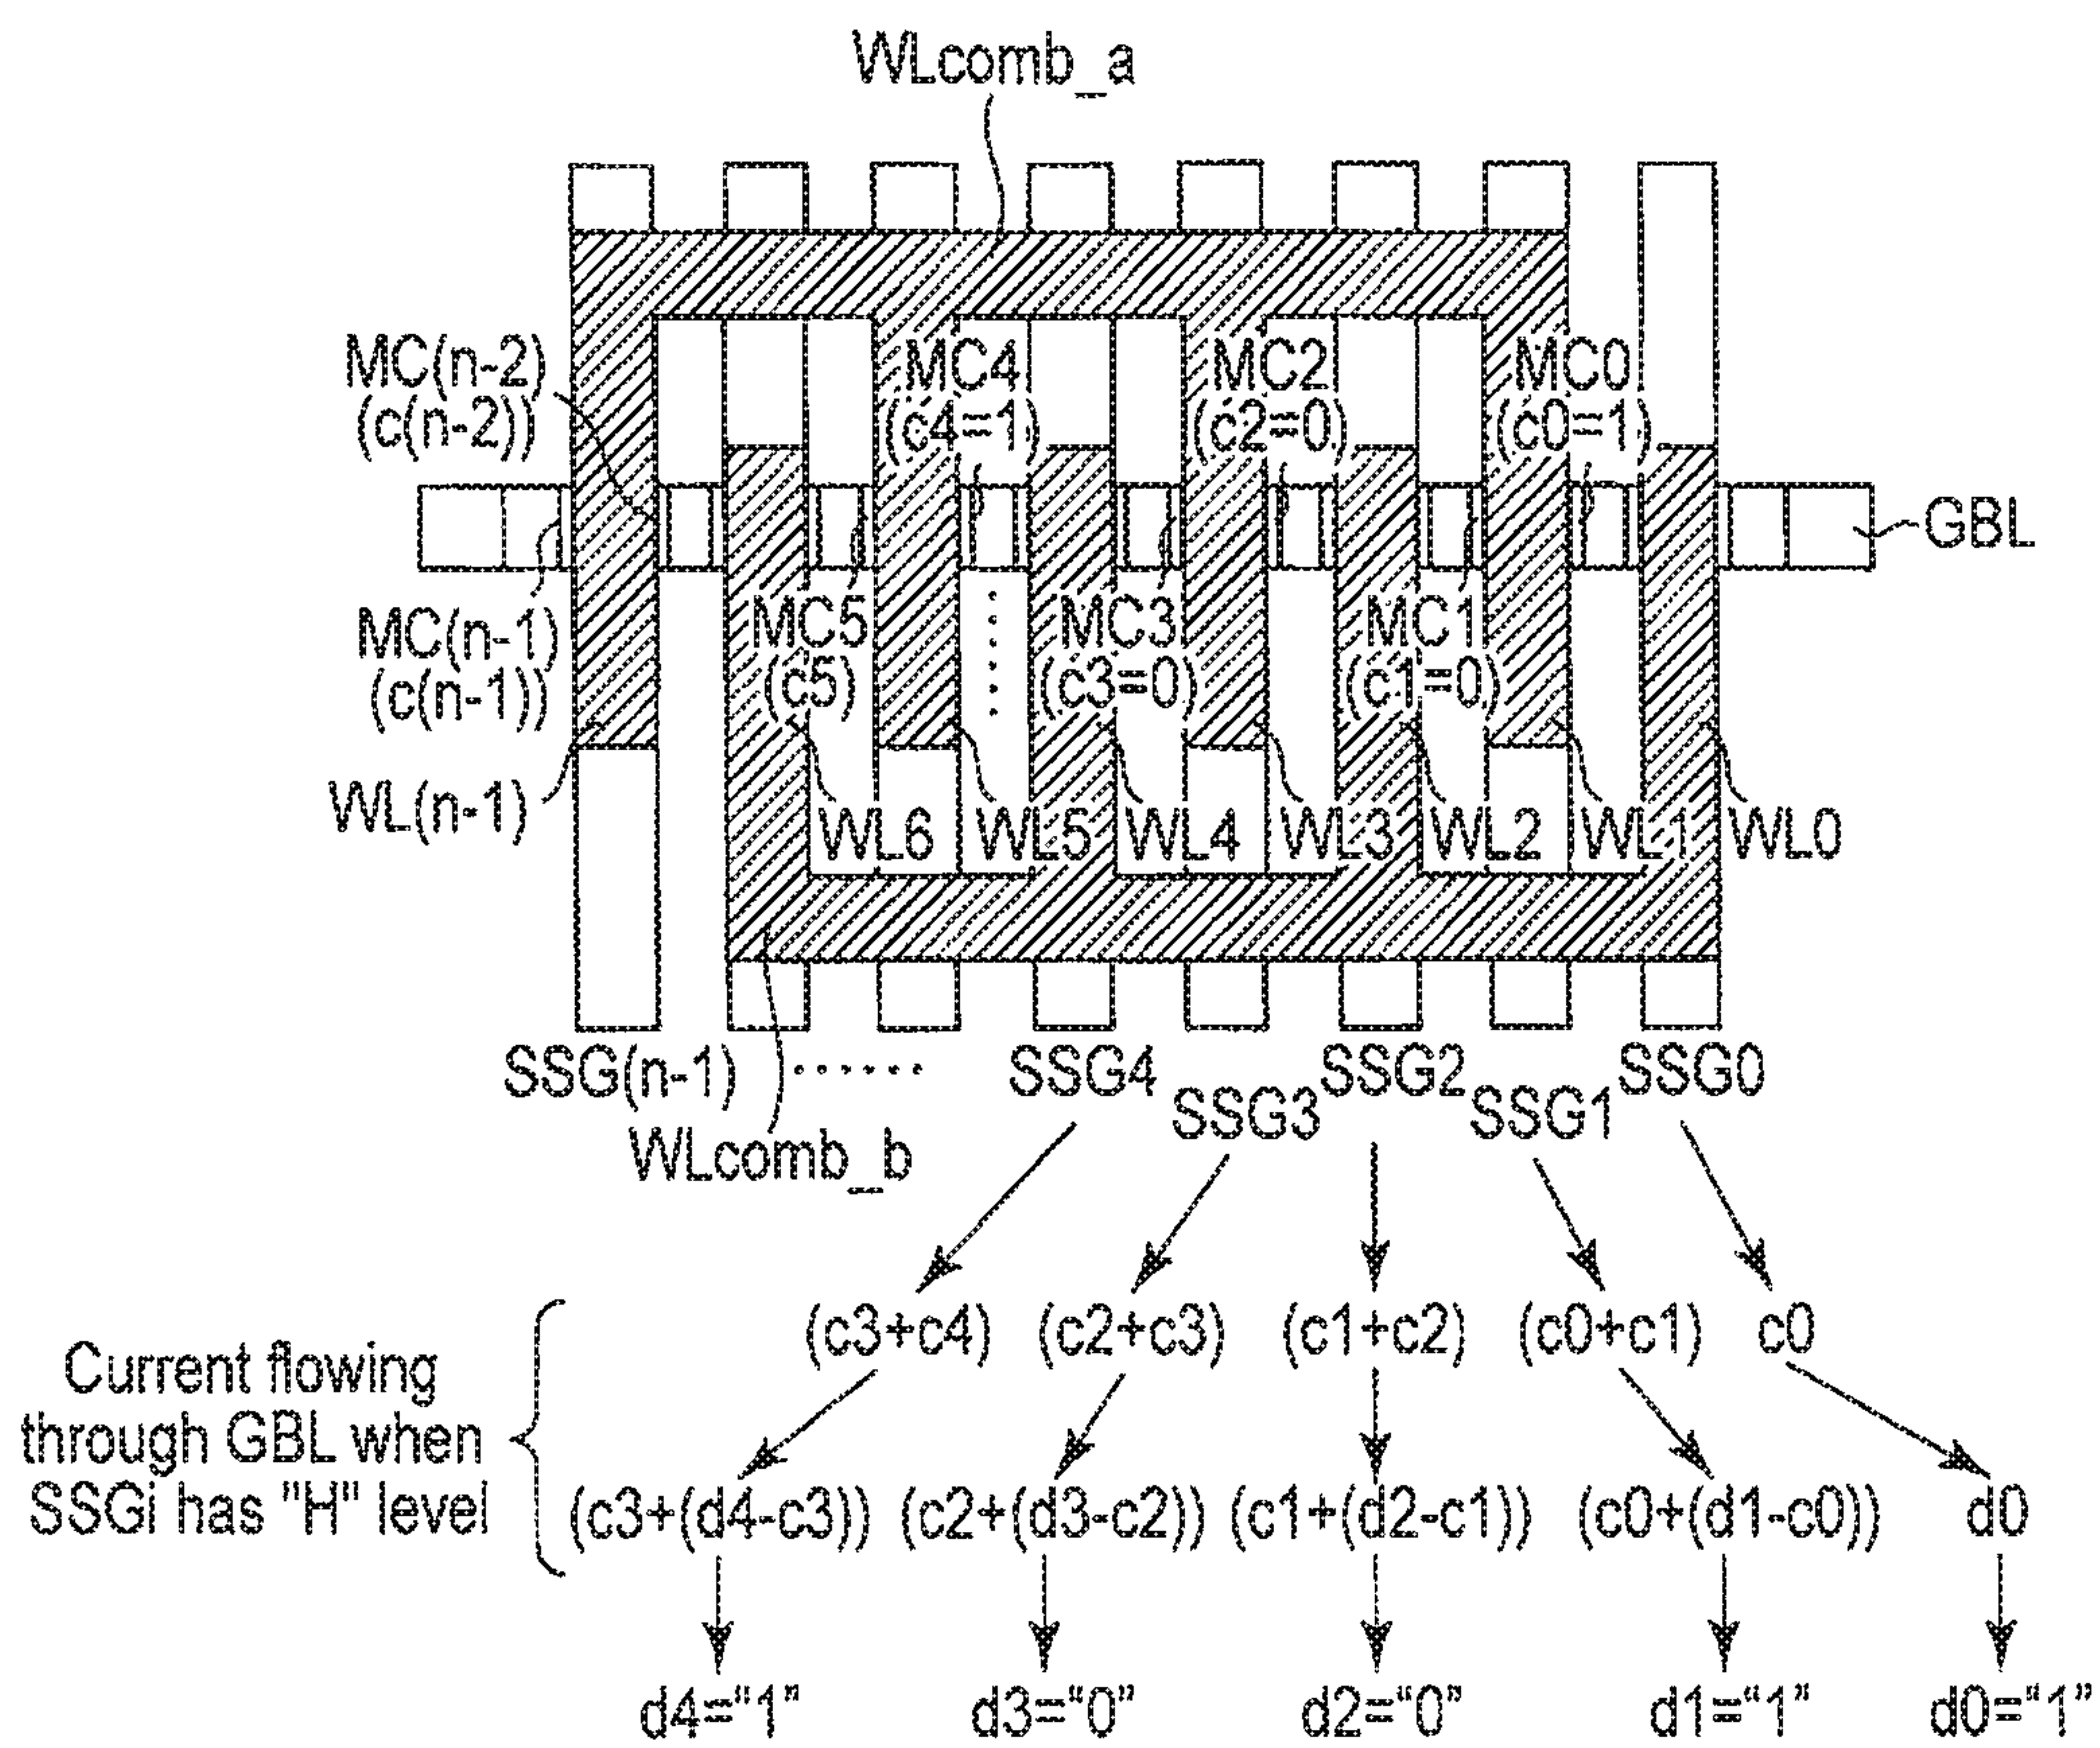 WLcomb_a
MC(n-2)
(c(n-2))
MC4
(c4=1)
MC2
(c2=0)
MC0
(c0=1)
GBL
MC(n-1)
(c(n-1))
MC5
(c5)
MC3
(c3=0)
MC1
(c1=0)
WL(n-1)
WL6 WL5 WL4 WL3 WL2 WL1 WL0
SSG(n-1) ...... SSG4 SSG3 SSG2 SSG1 SSG0
WLcomb_b
(c3+c4) (c2+c3) (c1+c2) (c0+c1) c0
Current flowing
through GBL when
SSGi has "H" level
(c3+(d4-c3)) (c2+(d3-c2)) (c1+(d2-c1)) (c0+(d1-c0)) d0
d4=“1” d3=“0” d2=“0” d1=“1” d0=“1”